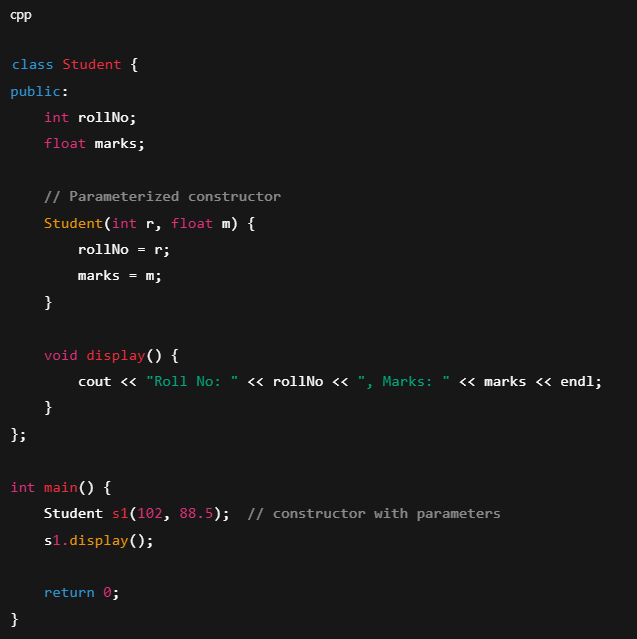 cpp
class Student {
public:
    int rollNo;
    float marks;
    // Parameterized constructor
    Student(int r, float m) {
        rollNo = r;
        marks = m;
    }
    void display() {
        cout << "Roll No: " << rollNo << ", Marks: " << marks << endl;
    }
};
int main() {
    Student s1(102, 88.5);  // constructor with parameters
    s1.display();
    return 0;
}